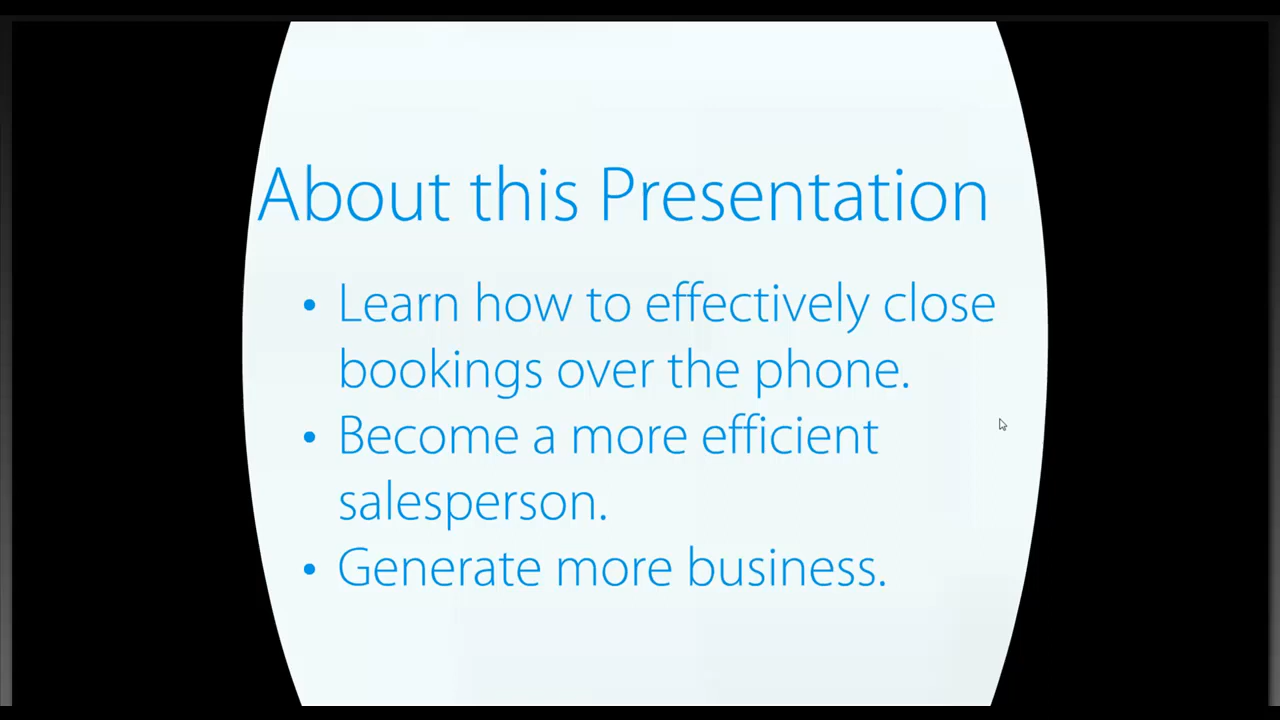 About this Presentation
• Learn how to effectively close
bookings over the phone.
• Become a more efficient
salesperson.
• Generate more business.